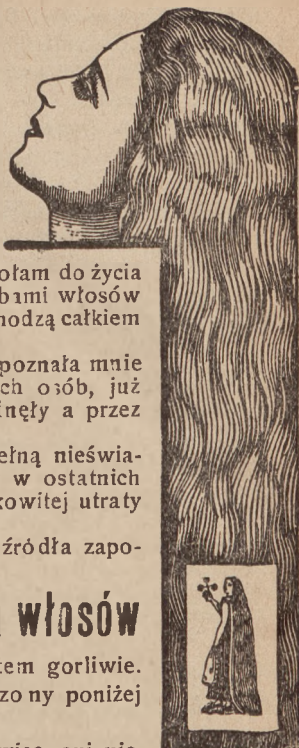 ołam do życia
bami włosów
hodzą całkiem
poznała mnie
ch osób, już
inęły a przez
ełną nieświa-
w ostatnich
kowitej utraty
źródła zapo-
włosów
tem gorliwie.
zony poniżej